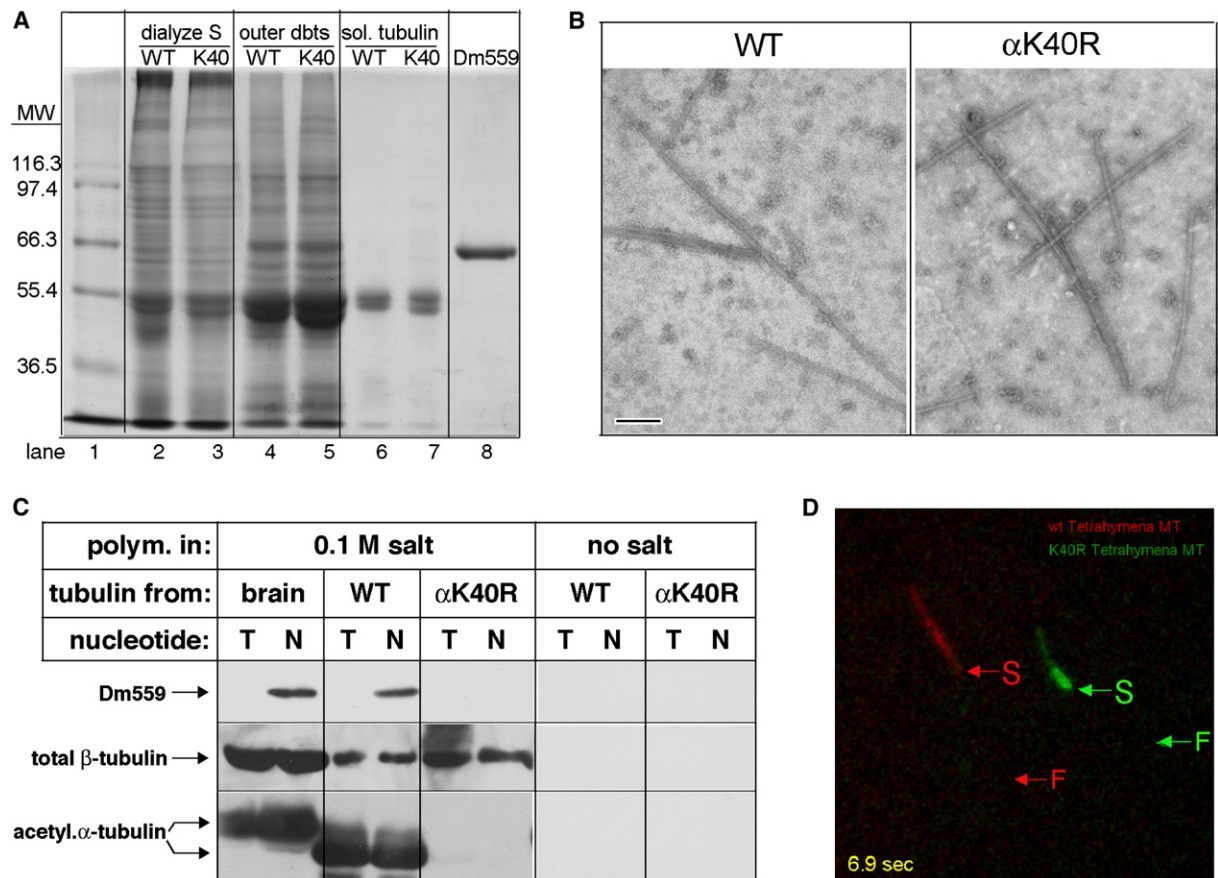 A
dialyze S outer dbts sol. tubulin
WT K40 WT K40 WT K40 Dm559
MW
116.3
97.4
66.3
55.4
36.5
lane 1 2 3 4 5 6 7 8
B
WT αK40R
C
polym. in: 0.1 M salt no salt
tubulin from: brain WT αK40R WT αK40R
nucleotide: T N T N T N T N T N
Dm559
total β-tubulin
acetyl.α-tubulin
D
wt Tetrahymena MT
K40R Tetrahymena MT
S
S
F
F
6.9 sec